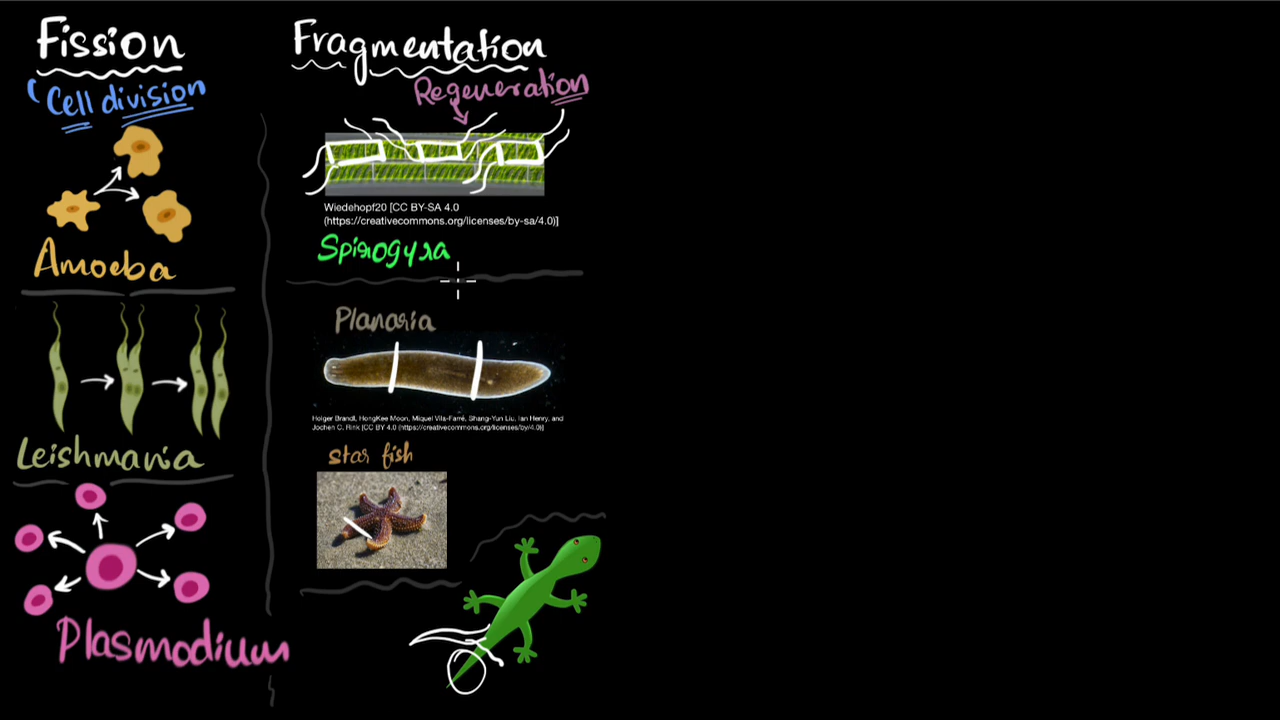 Fission
Cell division
Amoeba
Leishmania
Plasmodium
Fragmentation
Regeneration
Wiedehopf20 [CC BY-SA 4.0
(https://creativecommons.org/licenses/by-sa/4.0)]
Spirogyra
Planaria
Holger Brandl, HongKee Moon, Miquel Vila-Farré, Shang-Yun Liu, Ian Henry, and
Jochen C. Rink [CC BY 4.0 (https://creativecommons.org/licenses/by/4.0)]
star fish